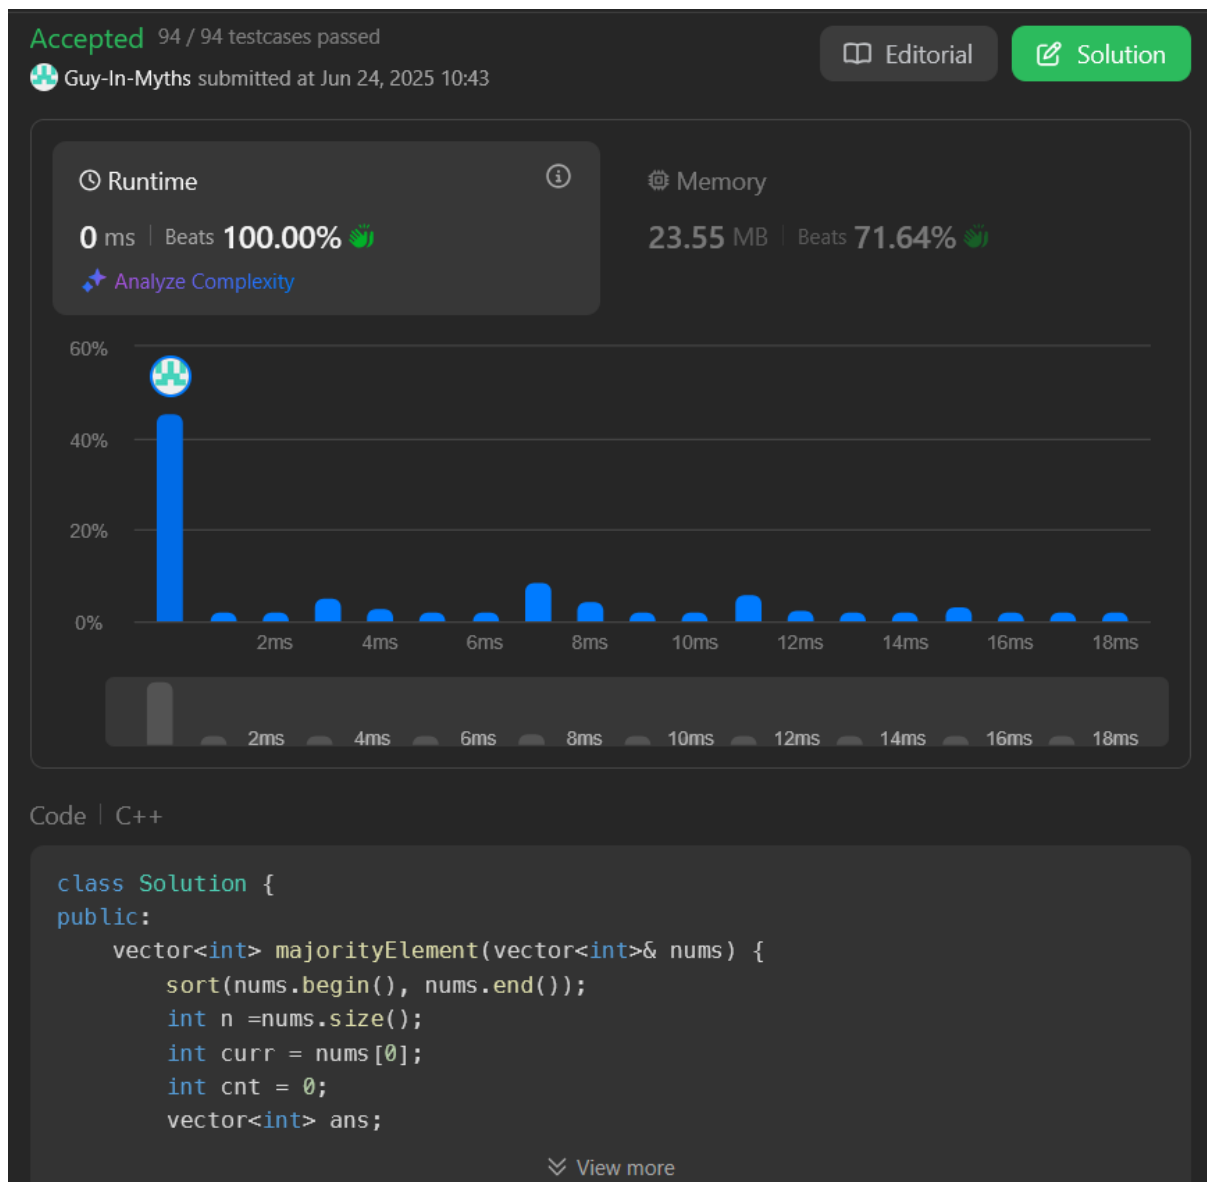 Accepted 94 / 94 testcases passed
Editorial
Solution
Guy-In-Myths submitted at Jun 24, 2025 10:43
Runtime
0 ms | Beats 100.00%
Analyze Complexity
Memory
23.55 MB | Beats 71.64%
60%
40%
20%
0%
2ms 4ms 6ms 8ms 10ms 12ms 14ms 16ms 18ms
2ms 4ms 6ms 8ms 10ms 12ms 14ms 16ms 18ms
Code | C++
class Solution {
public:
    vector<int> majorityElement(vector<int>& nums) {
        sort(nums.begin(), nums.end());
        int n =nums.size();
        int curr = nums[0];
        int cnt = 0;
        vector<int> ans;
View more